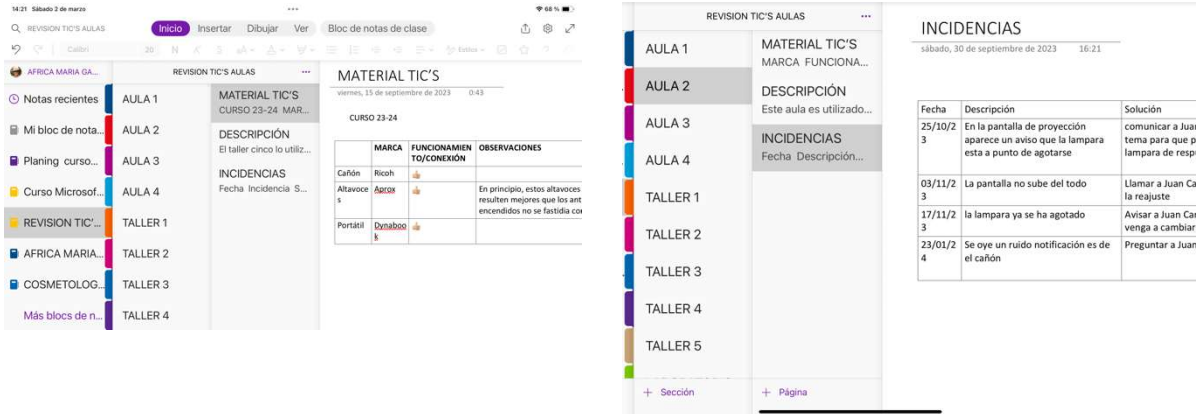 14:21 Sábado 2 de marzo
68 %
REVISION TIC'S AULAS
Inicio Insertar Dibujar Ver Bloc de notas de clase
Calibri 20 N K S Estilos
AFRICA MARIA GA...
Notas recientes
Mi bloc de nota...
Planing curso...
Curso Microsof...
REVISION TIC'...
AFRICA MARIA...
COSMETOLOG...
Más blocs de n...
REVISION TIC'S AULAS
AULA 1
AULA 2
AULA 3
AULA 4
TALLER 1
TALLER 2
TALLER 3
TALLER 4
MATERIAL TIC'S
CURSO 23-24 MAR...
DESCRIPCIÓN
El taller cinco lo utiliz...
INCIDENCIAS
Fecha Incidencia S...
MATERIAL TIC'S
viernes, 15 de septiembre de 2023 0:43
CURSO 23-24
MARCA FUNCIONAMIEN OBSERVACIONES
TO/CONEXIÓN
Cañón Ricoh
Altavoce Aprox En principio, estos altavoces
s resulten mejores que los ant
encendidos no se fastidia co
Portátil Dynaboo
k
REVISION TIC'S AULAS
AULA 1
AULA 2
AULA 3
AULA 4
TALLER 1
TALLER 2
TALLER 3
TALLER 4
TALLER 5
+ Sección
MATERIAL TIC'S
MARCA FUNCIONA...
DESCRIPCIÓN
Este aula es utilizado...
INCIDENCIAS
Fecha Descripción...
+ Página
INCIDENCIAS
sábado, 30 de septiembre de 2023 16:21
Fecha Descripción Solución
25/10/2 En la pantalla de proyección comunicar a Juan
3 aparece un aviso que la lampara tema para que p
esta a punto de agotarse lampara de resp
03/11/2 La pantalla no sube del todo Llamar a Juan Ca
3 la reajuste
17/11/2 la lampara ya se ha agotado Avisar a Juan Car
3 venga a cambiar
23/01/2 Se oye un ruido notificación es de Preguntar a Juan
4 el cañón